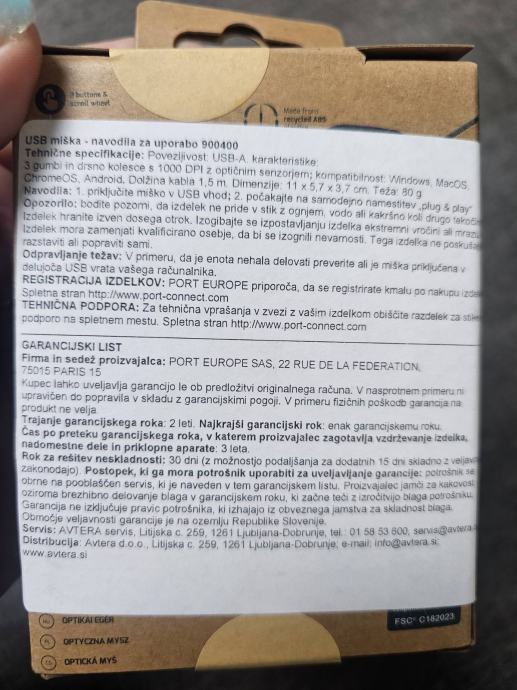 3 buttons &
scroll wheel
Made from
recycled ABS
USB miška - navodila za uporabo 900400
Tehnične specifikacije: Povezljivost: USB-A, karakteristike:
3 gumbi in drsno kolesce s 1000 DPI z optičnim senzorjem; kompatibilnost: Windows, MacOS,
ChromeOS, Android, Dolžina kabla 1,5 m. Dimenzije: 11 x 5,7 x 3,7 cm. Teža: 80 g
Navodila: 1. priključite miško v USB vhod; 2. počakajte na samodejno namestitev „plug & play"
Opozorilo: bodite pozorni, da izdelek ne pride v stik z ognjem, vodo ali kakršno koli drugo
Izdelek hranite izven dosega otrok. Izogibajte se izpostavljanju izdelka ekstremni vročini ali
Izdelek mora zamenjati kvalificirano osebje, da bi se izognili nevarnosti. Tega izdelka ne
razstaviti ali popraviti sami.
Odpravljanje težav: V primeru, da je enota nehala delovati preverite ali je miška priključena v
delujoča USB vrata vašega računalnika.
REGISTRACIJA IZDELKOV: PORT EUROPE priporoča, da se registrirate kmalu po nakupu
Spletna stran http://www.port-connect.com
TEHNIČNA PODPORA: Za tehnična vprašanja v zvezi z vašim izdelkom obiščite razdelek za
podporo na spletnem mestu. Spletna stran http://www.port-connect.com
GARANCIJSKI LIST
Firma in sedež proizvajalca: PORT EUROPE SAS, 22 RUE DE LA FEDERATION,
75015 PARIS 15
Kupec lahko uveljavlja garancijo le ob predložitvi originalnega računa. V nasprotnem primeru ni
upravičen do popravila v skladu z garancijskimi pogoji. V primeru fizičnih poškodb garancija na
produkt ne velja.
Trajanje garancijskega roka: 2 leti. Najkrajši garancijski rok: enak garancijskemu roku.
Čas po preteku garancijskega roka, v katerem proizvajalec zagotavlja vzdrževanje izdelka,
nadomestne dele in priklopne aparate: 3 leta.
Rok za rešitev neskladnosti: 30 dni (z možnostjo podaljšanja za dodatnih 15 dni skladno z veljavno
zakonodajo). Postopek, ki ga mora potrošnik uporabiti za uveljavljanje garancije: potrošnik se
obrne na pooblaščen servis, ki je naveden v tem garancijskem listu. Proizvajalec jamči za kakovost
oziroma brezhibno delovanje blaga v garancijskem roku, ki začne teči z izročitvijo blaga potrošniku.
Garancija ne izključuje pravic potrošnika, ki izhajajo iz obveznega jamstva za skladnost blaga.
Območje veljavnosti garancije je na ozemlju Republike Slovenije.
Servis: AVTERA servis, Litijska c. 259, 1261 Ljubljana-Dobrunje, tel.: 01 58 53 600,
Distribucija: Avtera d.o.o., Litijska c. 259, 1261 Ljubljana-Dobrunje; e-mail: info@avtera.si;
www.avtera.si
HU OPTIKAI EGÉR
PL OPTYCZNA MYSZ
CS OPTICKÁ MYŠ
FSC® C182023